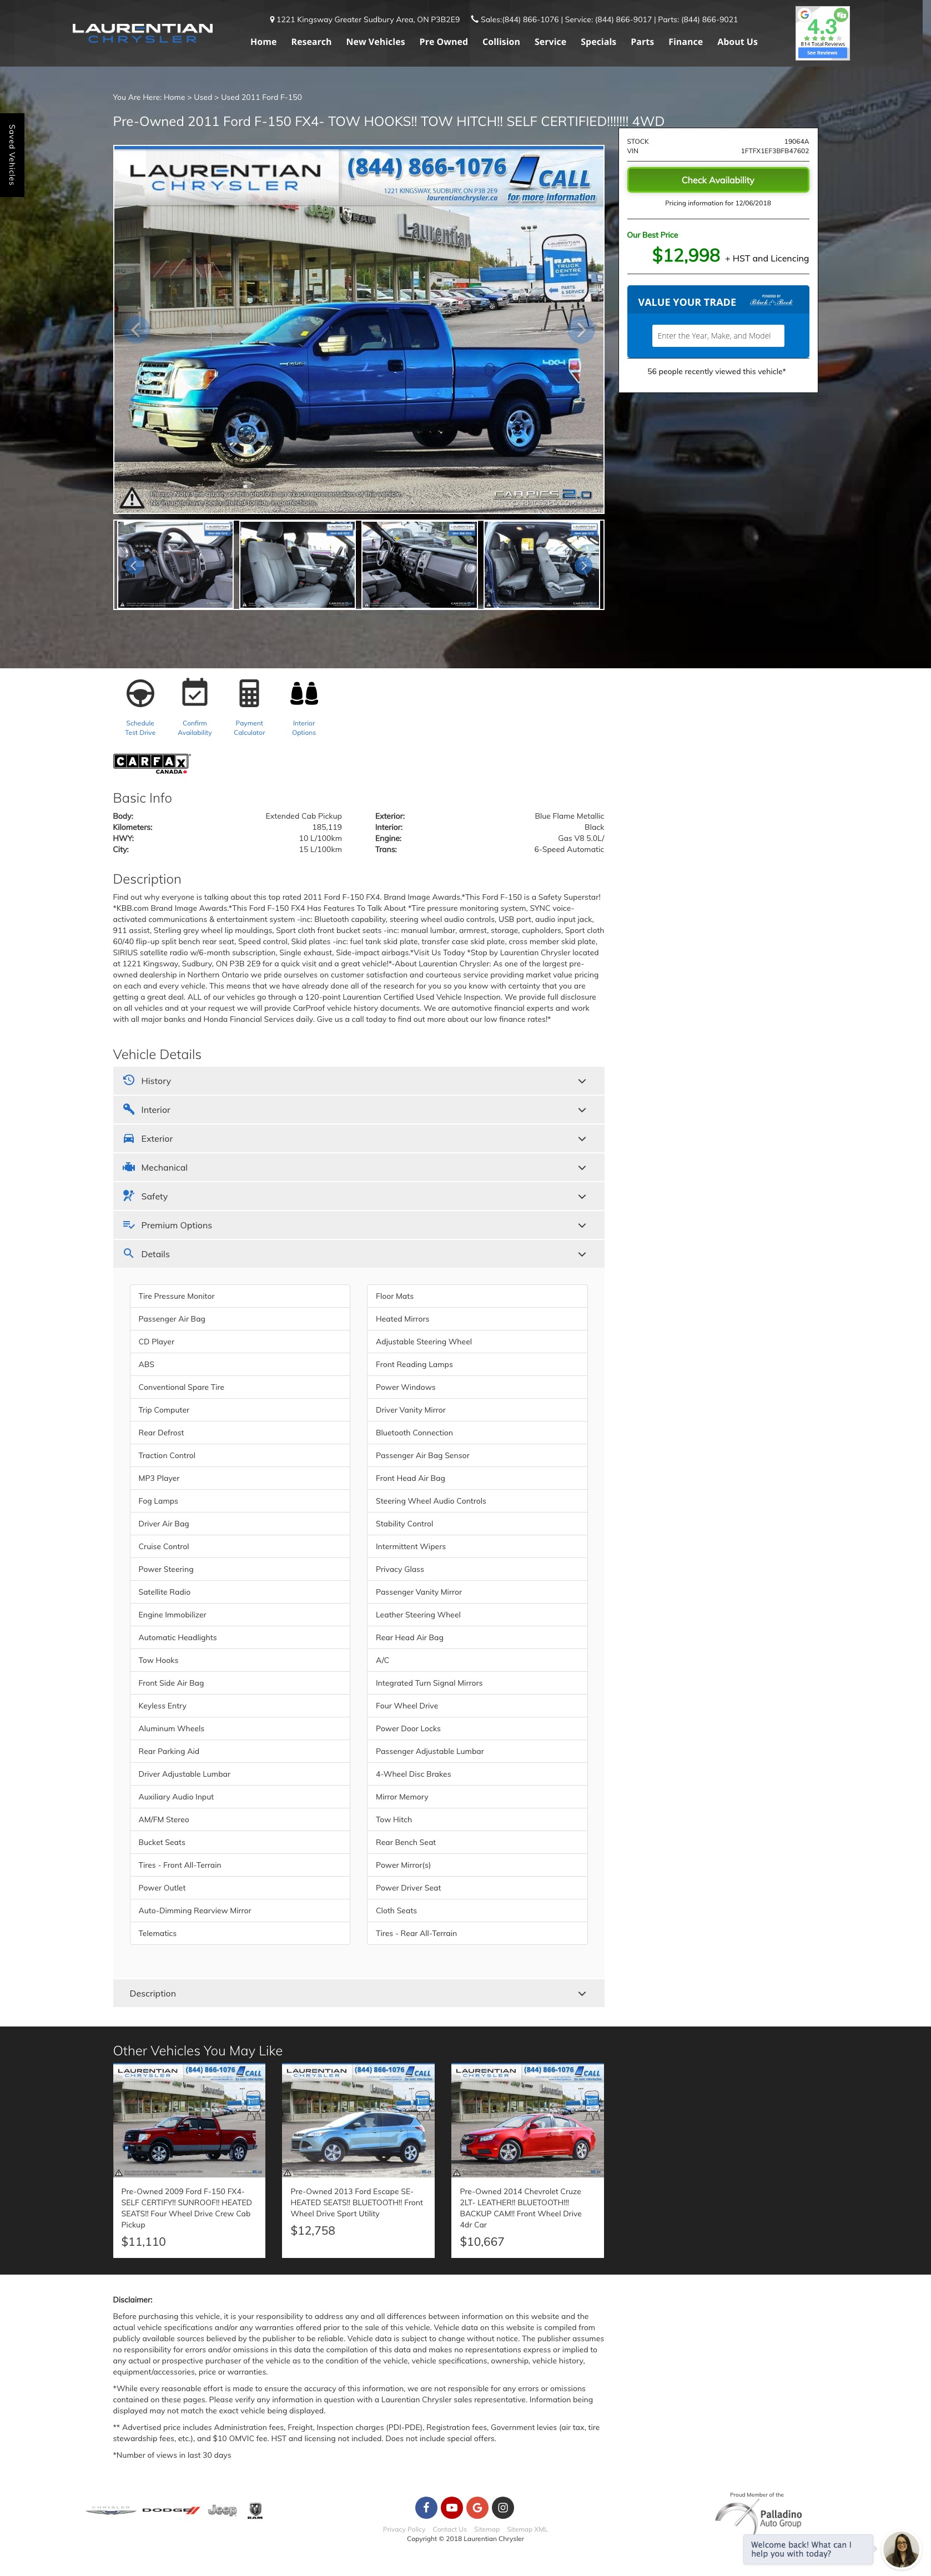 LAURENTIAN
CHRYSLER
1221 Kingsway Greater Sudbury Area, ON P3B2E9 Sales:(844) 866-1076 | Service: (844) 866-9017 | Parts: (844) 866-9021
Home Research New Vehicles Pre Owned Collision Service Specials Parts Finance About Us
4.3
814 Total Reviews
See Reviews
Saved Vehicles
You Are Here: Home > Used > Used 2011 Ford F-150
Pre-Owned 2011 Ford F-150 FX4- TOW HOOKS!! TOW HITCH!! SELF CERTIFIED!!!!!!! 4WD
LAURENTIAN
CHRYSLER
(844) 866-1076
1221 KINGSWAY, SUDBURY, ON P3B 2E9
laurentianchrysler.ca
CALL
for more information
Jeep
Laurentian
LAURENTIAN
RAM
TRUCK
CENTRE
PARTS
& SERVICE
4X4
CARPICS 2.0
STOCK 19064A
VIN 1FTFX1EF3BFB47602
Check Availability
Pricing information for 12/06/2018
Our Best Price
$12,998 + HST and Licencing
VALUE YOUR TRADE
POWERED BY
Black Book
Enter the Year, Make, and Model
56 people recently viewed this vehicle*
Schedule
Test Drive
Confirm
Availability
Payment
Calculator
Interior
Options
CARFAX
CANADA
Basic Info
Body: Extended Cab Pickup Exterior: Blue Flame Metallic
Kilometers: 185,119 Interior: Black
HWY: 10 L/100km Engine: Gas V8 5.0L/
City: 15 L/100km Trans: 6-Speed Automatic
Description
Find out why everyone is talking about this top rated 2011 Ford F-150 FX4. Brand Image Awards.*This Ford F-150 is a Safety Superstar!
*KBB.com Brand Image Awards.*This Ford F-150 FX4 Has Features To Talk About *Tire pressure monitoring system, SYNC voice-
activated communications & entertainment system -inc: Bluetooth capability, steering wheel audio controls, USB port, audio input jack,
911 assist, Sterling grey wheel lip mouldings, Sport cloth front bucket seats -inc: manual lumbar, armrest, storage, cupholders, Sport cloth
60/40 flip-up split bench rear seat, Speed control, Skid plates -inc: fuel tank skid plate, transfer case skid plate, cross member skid plate,
SIRIUS satellite radio w/6-month subscription, Single exhaust, Side-impact airbags.*Visit Us Today *Stop by Laurentian Chrysler located
at 1221 Kingsway, Sudbury, ON P3B 2E9 for a quick visit and a great vehicle!*-About Laurentian Chrysler: As one of the largest pre-
owned dealership in Northern Ontario we pride ourselves on customer satisfaction and courteous service providing market value pricing
on each and every vehicle. This means that we have already done all of the research for you so you know with certainty that you are
getting a great deal. ALL of our vehicles go through a 120-point Laurentian Certified Used Vehicle Inspection. We provide full disclosure
on all vehicles and at your request we will provide CarProof vehicle history documents. We are automotive financial experts and work
with all major banks and Honda Financial Services daily. Give us a call today to find out more about our low finance rates!*
Vehicle Details
History
Interior
Exterior
Mechanical
Safety
Premium Options
Details
Tire Pressure Monitor
Passenger Air Bag
CD Player
ABS
Conventional Spare Tire
Trip Computer
Rear Defrost
Traction Control
MP3 Player
Fog Lamps
Driver Air Bag
Cruise Control
Power Steering
Satellite Radio
Engine Immobilizer
Automatic Headlights
Tow Hooks
Front Side Air Bag
Keyless Entry
Aluminum Wheels
Rear Parking Aid
Driver Adjustable Lumbar
Auxiliary Audio Input
AM/FM Stereo
Bucket Seats
Tires - Front All-Terrain
Power Outlet
Auto-Dimming Rearview Mirror
Telematics
Floor Mats
Heated Mirrors
Adjustable Steering Wheel
Front Reading Lamps
Power Windows
Driver Vanity Mirror
Bluetooth Connection
Passenger Air Bag Sensor
Front Head Air Bag
Steering Wheel Audio Controls
Stability Control
Intermittent Wipers
Privacy Glass
Passenger Vanity Mirror
Leather Steering Wheel
Rear Head Air Bag
A/C
Integrated Turn Signal Mirrors
Four Wheel Drive
Power Door Locks
Passenger Adjustable Lumbar
4-Wheel Disc Brakes
Mirror Memory
Tow Hitch
Rear Bench Seat
Power Mirror(s)
Power Driver Seat
Cloth Seats
Tires - Rear All-Terrain
Description
Other Vehicles You May Like
LAURENTIAN
CHRYSLER
(844) 866-1076
CALL
LAURENTIAN
CHRYSLER
(844) 866-1076
CALL
LAURENTIAN
CHRYSLER
(844) 866-1076
CALL
Pre-Owned 2009 Ford F-150 FX4-
SELF CERTIFY!! SUNROOF!! HEATED
SEATS!! Four Wheel Drive Crew Cab
Pickup
$11,110
Pre-Owned 2013 Ford Escape SE-
HEATED SEATS!! BLUETOOTH!! Front
Wheel Drive Sport Utility
$12,758
Pre-Owned 2014 Chevrolet Cruze
2LT- LEATHER!! BLUETOOTH!!!
BACKUP CAM!! Front Wheel Drive
4dr Car
$10,667
Disclaimer:
Before purchasing this vehicle, it is your responsibility to address any and all differences between information on this website and the
actual vehicle specifications and/or any warranties offered prior to the sale of this vehicle. Vehicle data on this website is compiled from
publicly available sources believed by the publisher to be reliable. Vehicle data is subject to change without notice. The publisher assumes
no responsibility for errors and/or omissions in this data the compilation of this data and makes no representations express or implied to
any actual or prospective purchaser of the vehicle as to the condition of the vehicle, vehicle specifications, ownership, vehicle history,
equipment/accessories, price or warranties.
*While every reasonable effort is made to ensure the accuracy of this information, we are not responsible for any errors or omissions
contained on these pages. Please verify any information in question with a Laurentian Chrysler sales representative. Information being
displayed may not match the exact vehicle being displayed.
** Advertised price includes Administration fees, Freight, Inspection charges (PDI-PDE), Registration fees, Government levies (air tax, tire
stewardship fees, etc.), and $10 OMVIC fee. HST and licensing not included. Does not include special offers.
*Number of views in last 30 days
CHRYSLER DODGE Jeep RAM
Privacy Policy Contact Us Sitemap Sitemap XML
Copyright © 2018 Laurentian Chrysler
Proud Member of the
Palladino
Auto Group
Welcome back! What can I
help you with today?